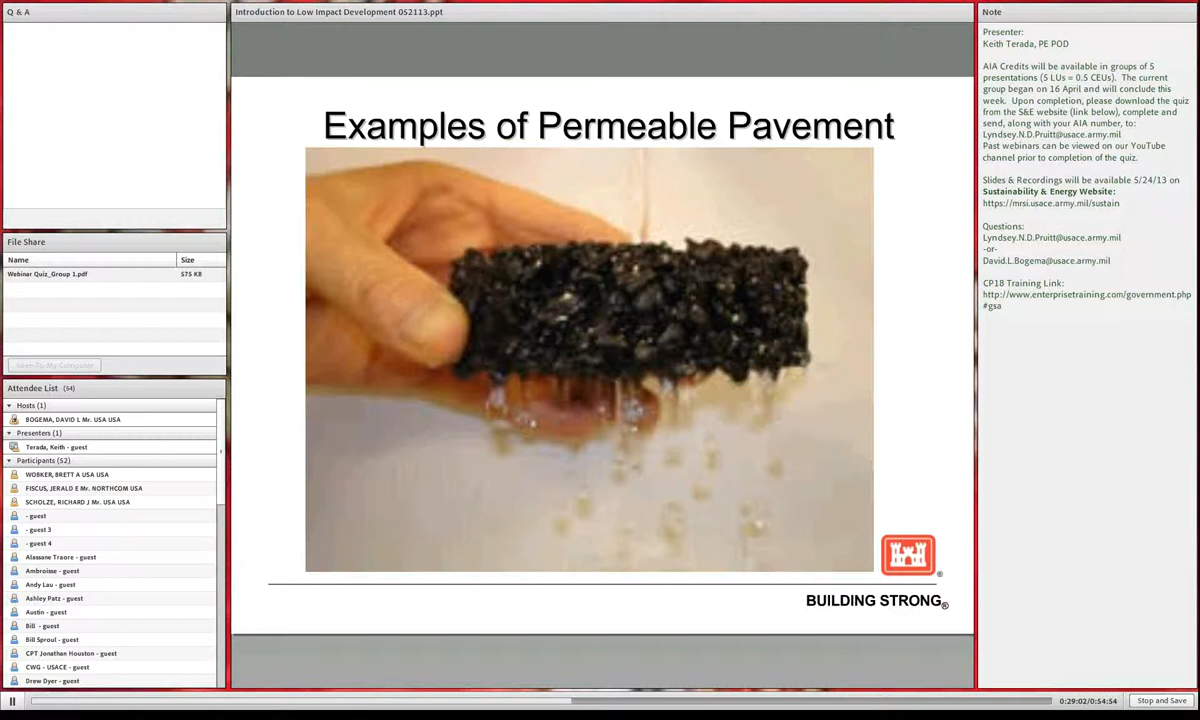 Q & A
File Share
Name Size
Webinar Quiz_Group 1.pdf 575 KB
Save To My Computer
Attendee List (54)
Hosts (1)
BOGEMA, DAVID L Mr. USA USA
Presenters (1)
Terada, Keith - guest
Participants (52)
WOBKER, BRETT A USA USA
FISCUS, JERALD E Mr. NORTHCOM USA
SCHOLZE, RICHARD J Mr. USA USA
- guest
- guest 3
- guest 4
Alassane Traore - guest
Ambroisse - guest
Andy Lau - guest
Ashley Patz - guest
Austin - guest
Bill - guest
Bill Sproul - guest
CPT Jonathan Houston - guest
CWG - USACE - guest
Drew Dyer - guest
Introduction to Low Impact Development 052113.ppt
Examples of Permeable Pavement
®
BUILDING STRONG®
Note
Presenter:
Keith Terada, PE POD
AIA Credits will be available in groups of 5
presentations (5 LUs = 0.5 CEUs). The current
group began on 16 April and will conclude this
week. Upon completion, please download the quiz
from the S&E website (link below), complete and
send, along with your AIA number, to:
Lyndsey.N.D.Pruitt@usace.army.mil
Past webinars can be viewed on our YouTube
channel prior to completion of the quiz.
Slides & Recordings will be available 5/24/13 on
Sustainability & Energy Website:
https://mrsi.usace.army.mil/sustain
Questions:
Lyndsey.N.D.Pruitt@usace.army.mil
-or-
David.L.Bogema@usace.army.mil
CP18 Training Link:
http://www.enterprisetraining.com/government.php
#gsa
0:29:02/0:54:54
Stop and Save